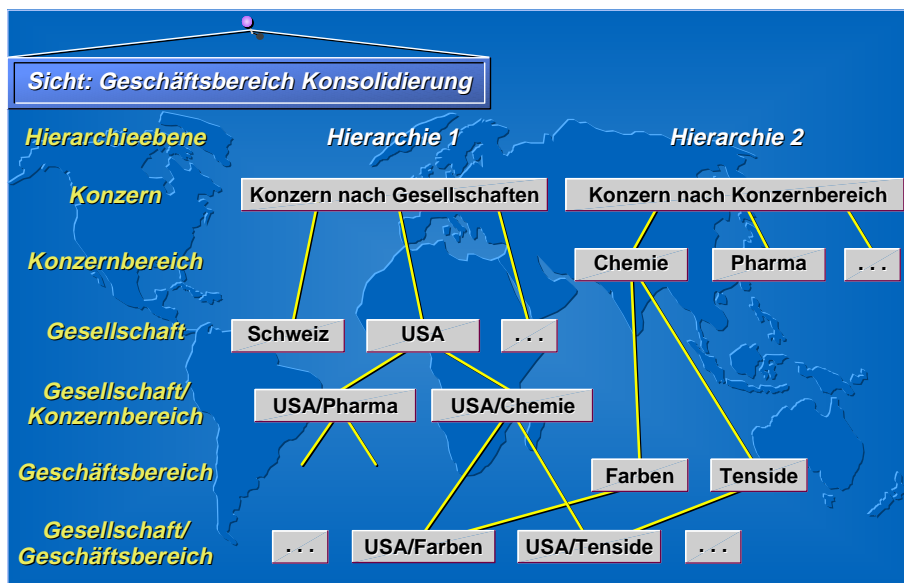 Sicht: Geschäftsbereich Konsolidierung
Hierarchieebene Hierarchie 1 Hierarchie 2
Konzern Konzern nach Gesellschaften Konzern nach Konzernbereich
Konzernbereich Chemie Pharma . . .
Gesellschaft Schweiz USA . . .
Gesellschaft/
Konzernbereich USA/Pharma USA/Chemie
Geschäftsbereich Farben Tenside
Gesellschaft/
Geschäftsbereich . . . USA/Farben USA/Tenside . . .